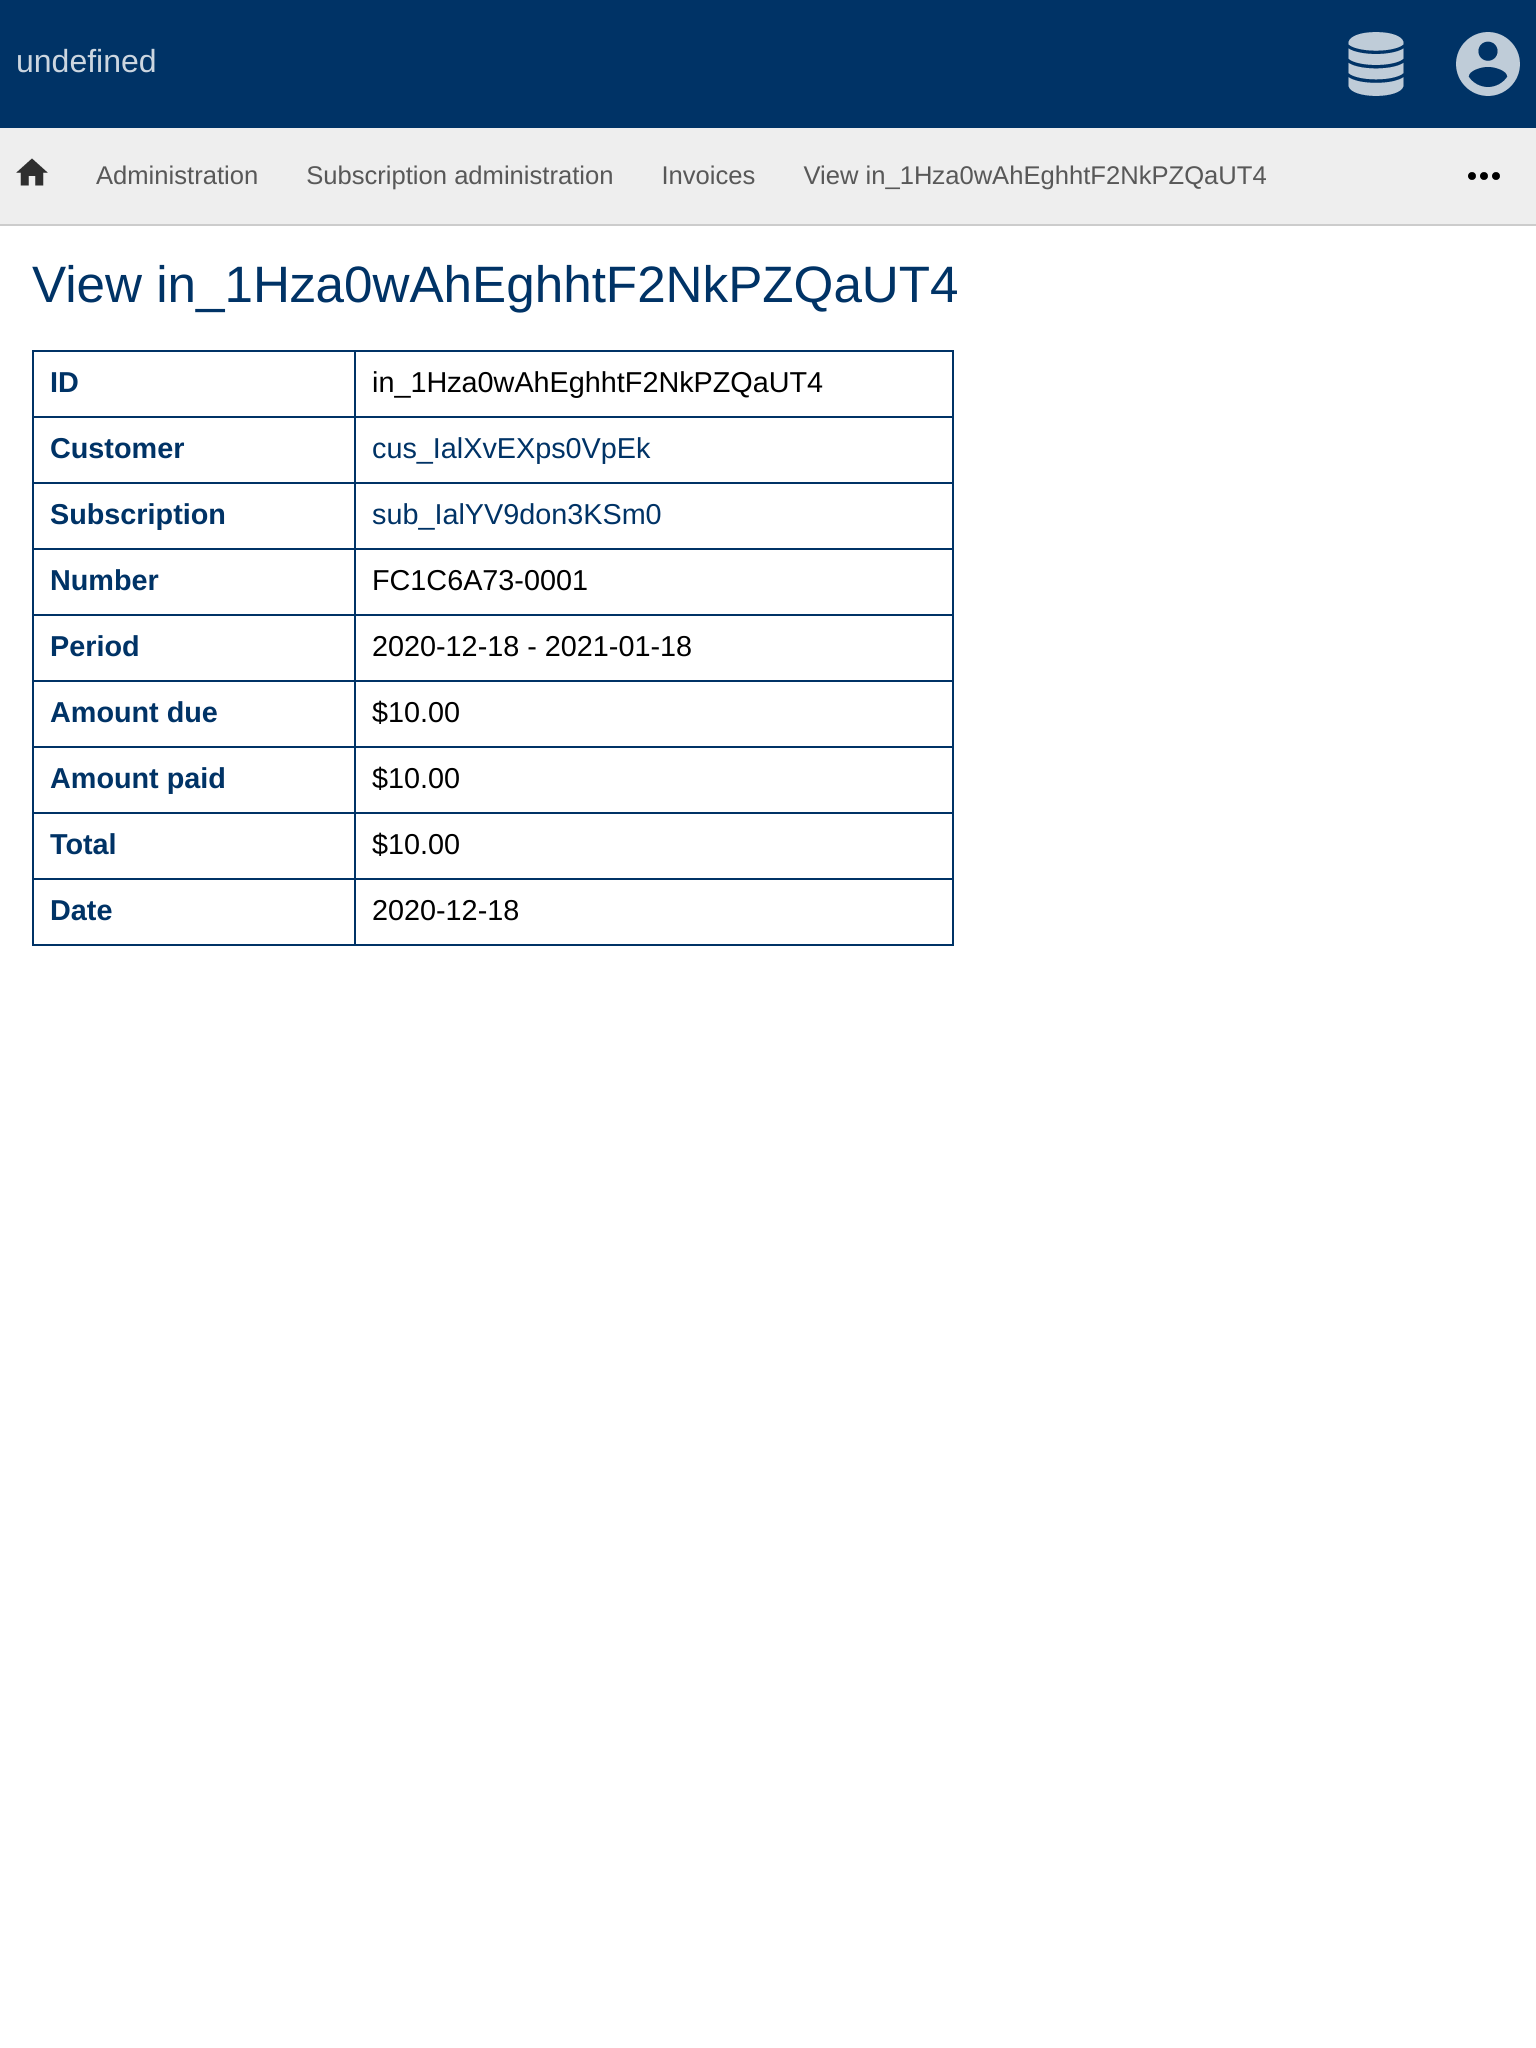 undefined
Administration Subscription administration Invoices View in_1Hza0wAhEghhtF2NkPZQaUT4
View in_1Hza0wAhEghhtF2NkPZQaUT4
ID in_1Hza0wAhEghhtF2NkPZQaUT4
Customer cus_IalXvEXps0VpEk
Subscription sub_IalYV9don3KSm0
Number FC1C6A73-0001
Period 2020-12-18 - 2021-01-18
Amount due $10.00
Amount paid $10.00
Total $10.00
Date 2020-12-18